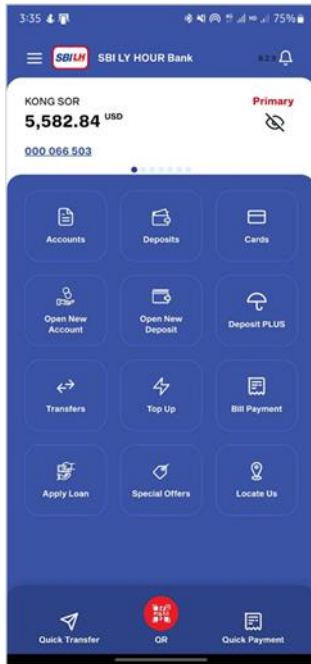 3:35 75%
SBI LH SBI LY HOUR Bank
KONG SOR Primary
5,582.84 USD
000 066 503
Accounts Deposits Cards
Open New Account Open New Deposit Deposit PLUS
Transfers Top Up Bill Payment
Apply Loan Special Offers Locate Us
Quick Transfer QR Quick Payment